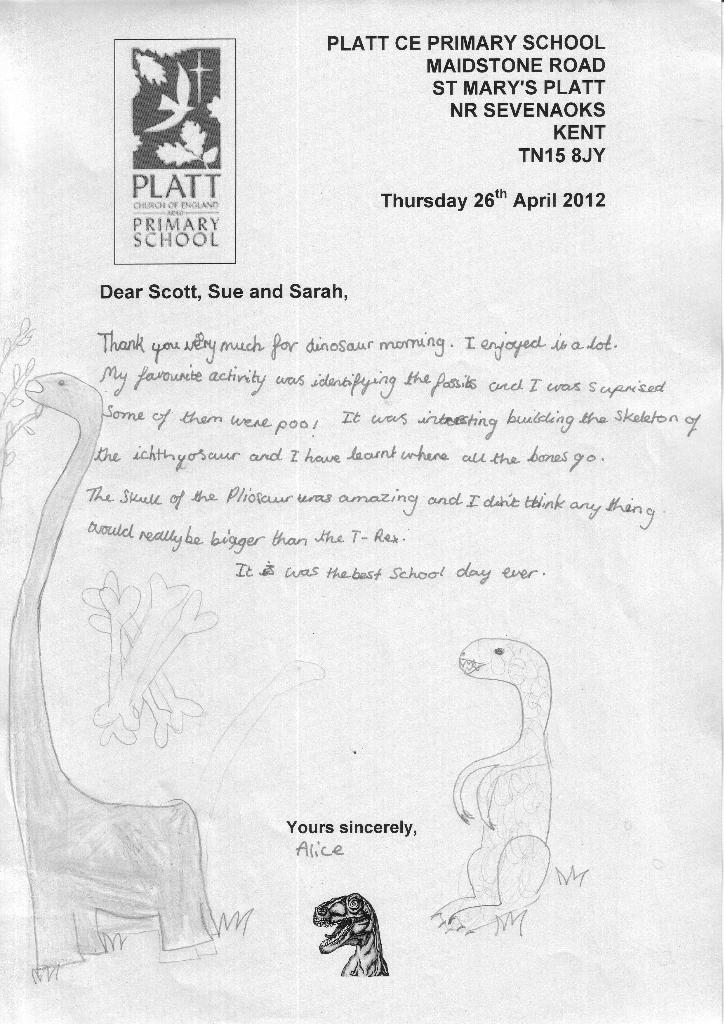 PLATT CE PRIMARY SCHOOL
MAIDSTONE ROAD
ST MARY'S PLATT
NR SEVENAOKS
KENT
TN15 8JY
Thursday 26th April 2012
PLATT
CHURCH OF ENGLAND
PRIMARY
SCHOOL
Dear Scott, Sue and Sarah,
Thank you very much for dinosaur morning. I enjoyed is a lot.
My favourite activity was identifying the fossils and I was suprised
Some of them were poo! It was interesting building the skeleton of
the ichthyosaur and I have learnt where all the bones go.
The skull of the Pliosaur was amazing and I didn't think any thing
would really be bigger than the T-Rex.
It was the best school day ever.
Yours sincerely,
Alice